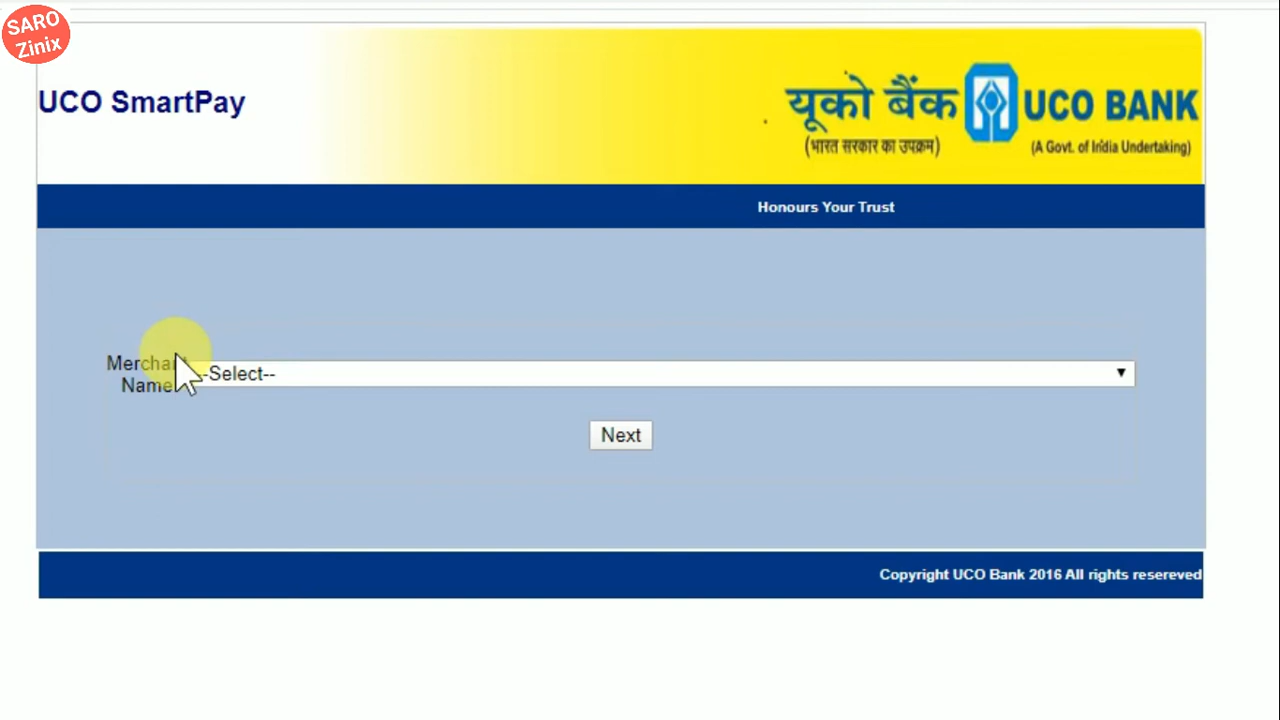 SARO
Zinix
UCO SmartPay
यूको बैंक UCO BANK
(भारत सरकार का उपक्रम) (A Govt. of India Undertaking)
Honours Your Trust
Merchant
Name
--Select--
Next
Copyright UCO Bank 2016 All rights resereved